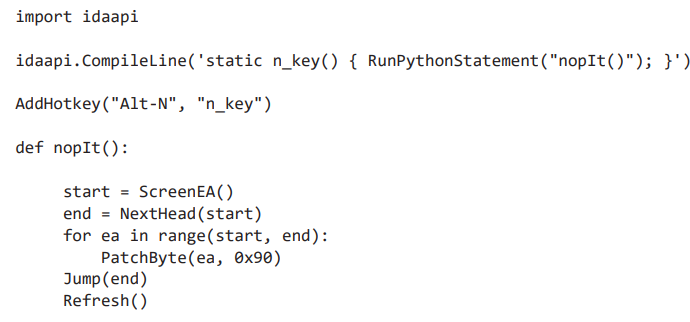 import idaapi
idaapi.CompileLine('static n_key() { RunPythonStatement("nopIt()"); }')
AddHotkey("Alt-N", "n_key")
def nopIt():
    start = ScreenEA()
    end = NextHead(start)
    for ea in range(start, end):
        PatchByte(ea, 0x90)
    Jump(end)
    Refresh()